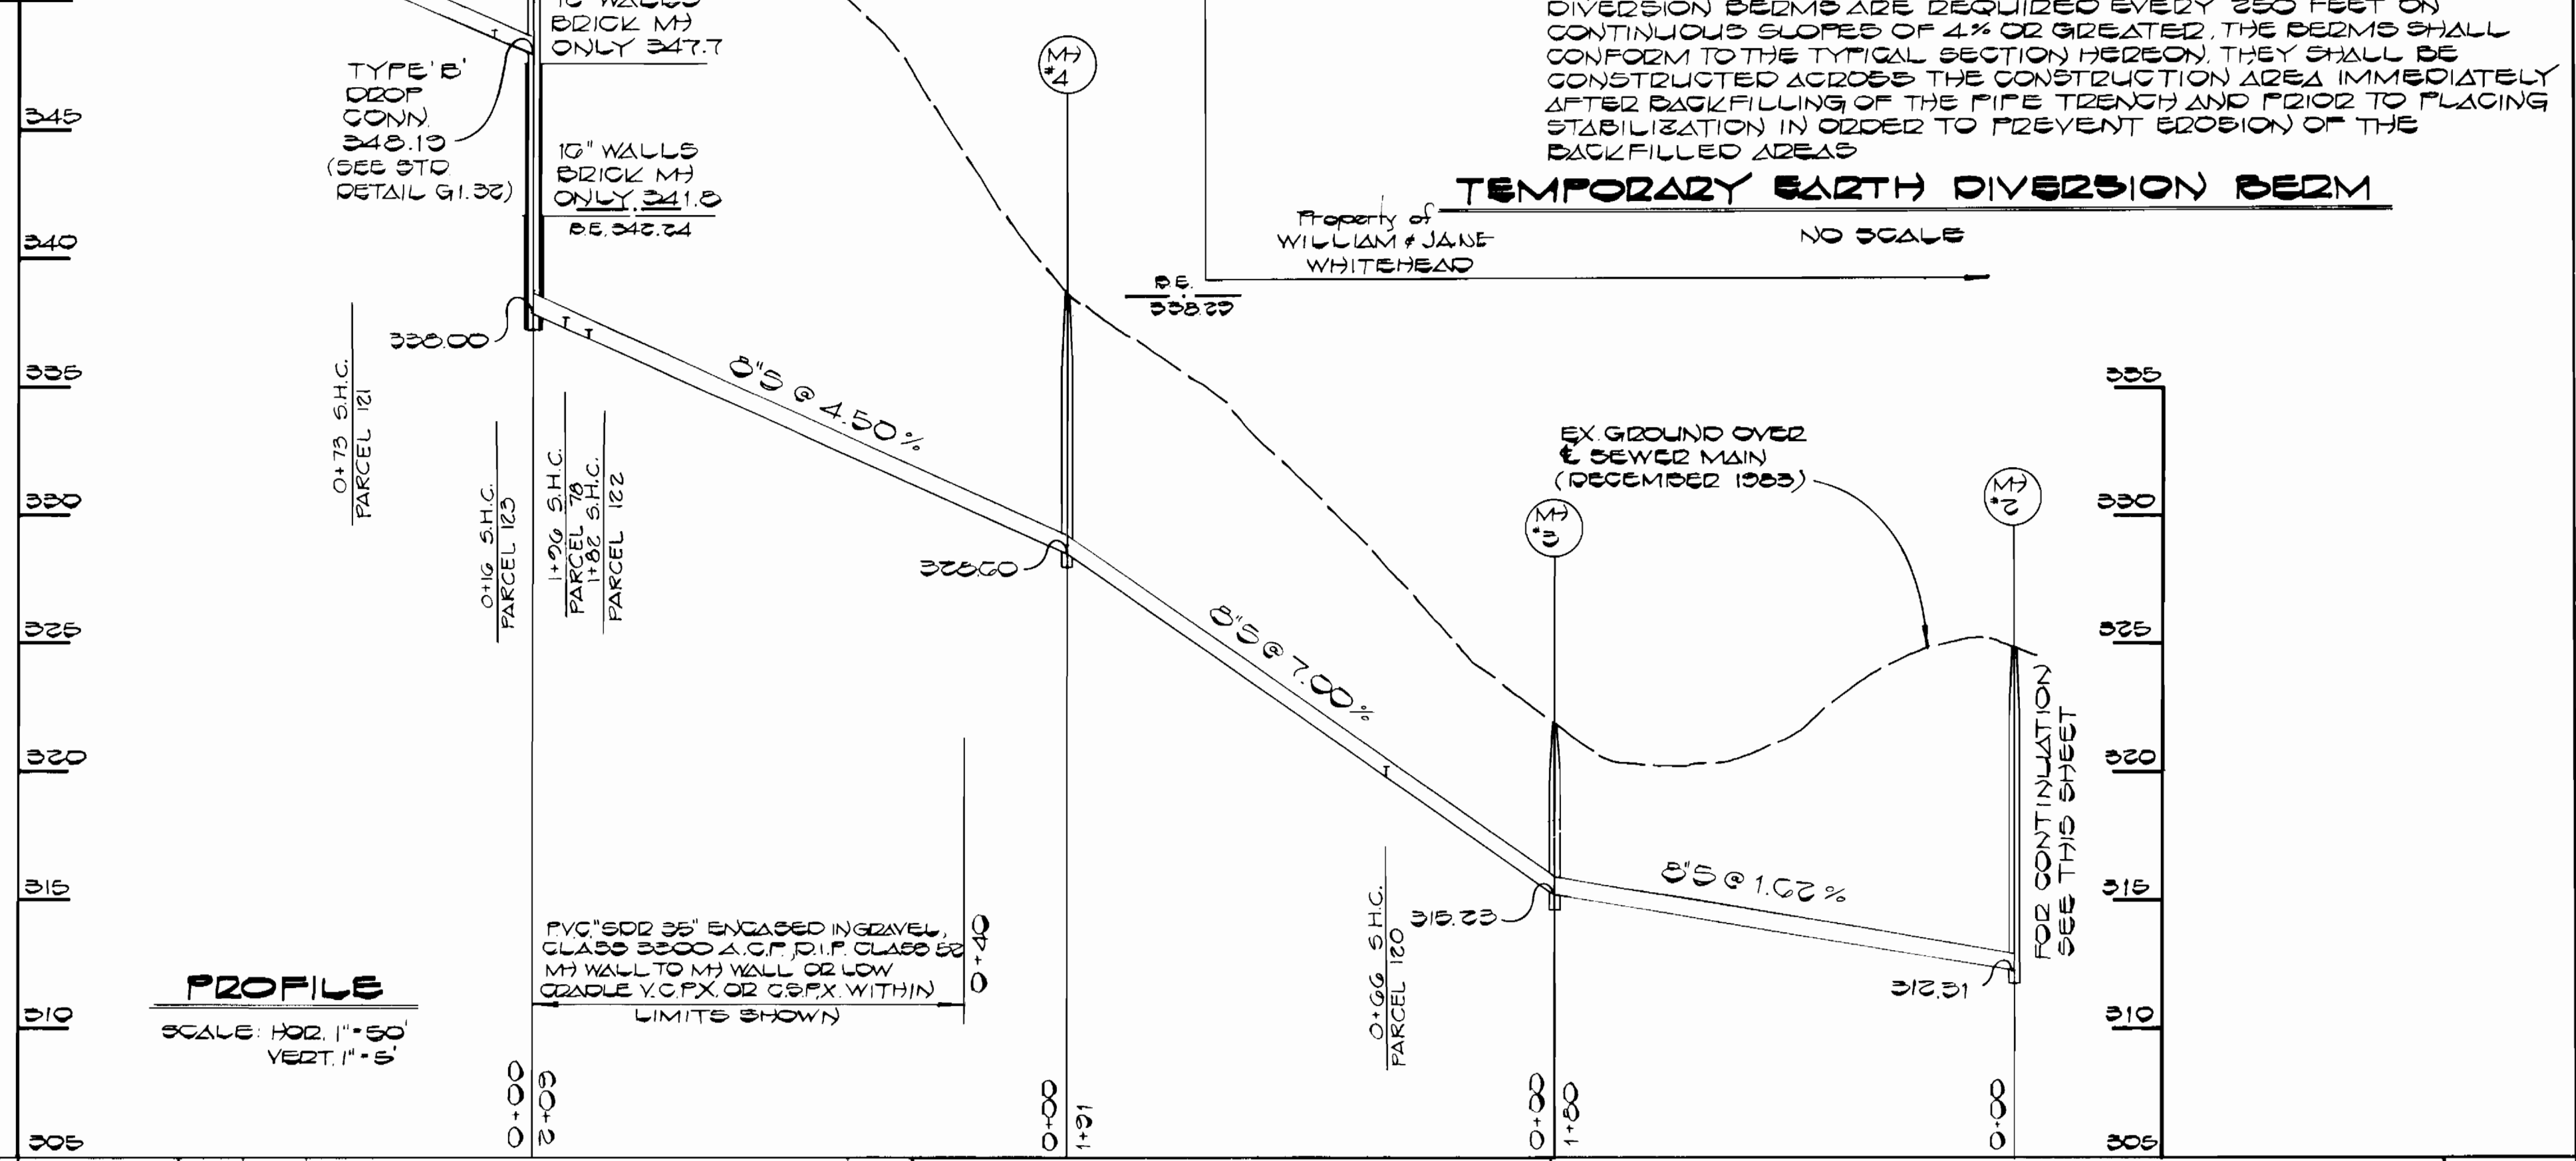 BRICK MH
ONLY 347.7
TYPE 'B'
DROP
CONN.
348.19
(SEE STD.
DETAIL G1.32)
16" WALLS
BRICK MH
ONLY 341.8
B.E. 342.24
338.00
MH
#4
DIVERSION BERMS ARE REQUIRED EVERY 250 FEET ON
CONTINUOUS SLOPES OF 4% OR GREATER. THE BERMS SHALL
CONFORM TO THE TYPICAL SECTION HEREON. THEY SHALL BE
CONSTRUCTED ACROSS THE CONSTRUCTION AREA IMMEDIATELY
AFTER BACKFILLING OF THE PIPE TRENCH AND PRIOR TO PLACING
STABILIZATION IN ORDER TO PREVENT EROSION OF THE
BACKFILLED AREAS
TEMPORARY EARTH DIVERSION BERM
NO SCALE
Property of
WILLIAM & JANE
WHITEHEAD
B.E.
338.29
345
340
335
330
325
320
315
310
305
0+73 S.H.C.
PARCEL 121
0+16 S.H.C.
PARCEL 123
1+96 S.H.C.
PARCEL 78
1+82 S.H.C.
PARCEL 122
8"S @ 4.50%
328.60
8"S @ 7.00%
EX. GROUND OVER
℄ SEWER MAIN
(DECEMBER 1983)
MH
#3
MH
#2
0+66 S.H.C.
PARCEL 120
315.23
8"S @ 1.62%
312.31
FOR CONTINUATION
SEE THIS SHEET
335
330
325
320
315
310
305
PROFILE
SCALE: HOR. 1"=50'
VERT. 1"=5'
P.V.C. "SDR 35" ENCASED IN GRAVEL,
CLASS 3300 A.C.P., D.I.P. CLASS 52
MH WALL TO MH WALL OR LOW
CRADLE V.C.P.X. OR C.S.P.X. WITHIN
LIMITS SHOWN
0+40
0+00
2+09
0+00
1+91
0+00
1+80
0+00